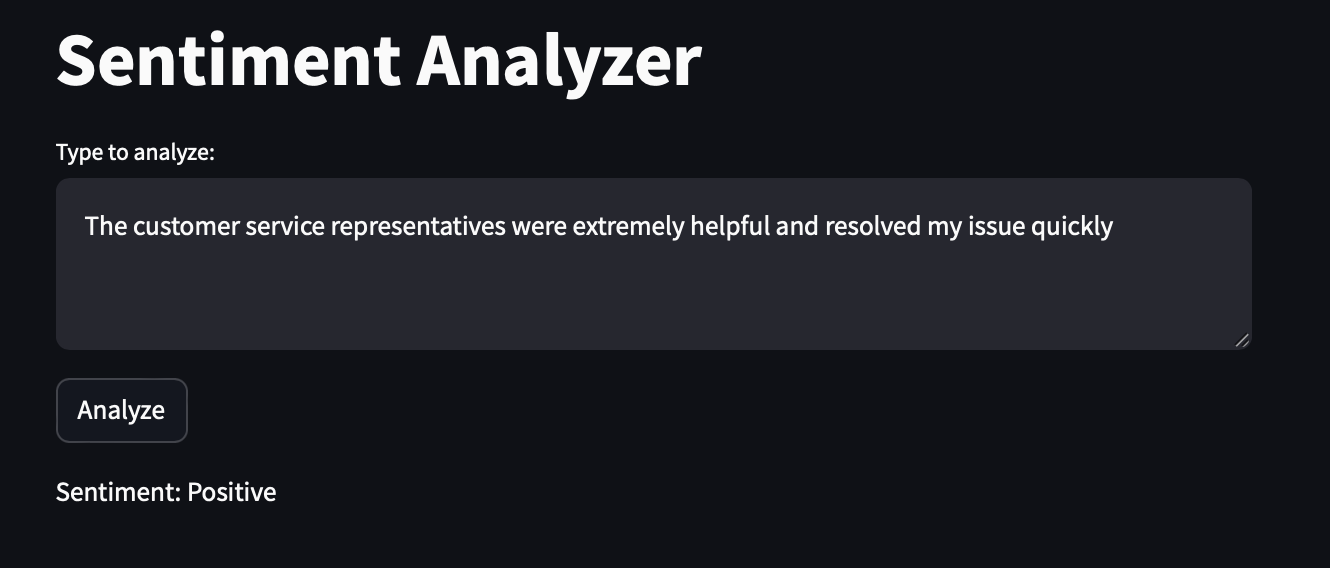 Sentiment Analyzer
Type to analyze:
The customer service representatives were extremely helpful and resolved my issue quickly
Analyze
Sentiment: Positive